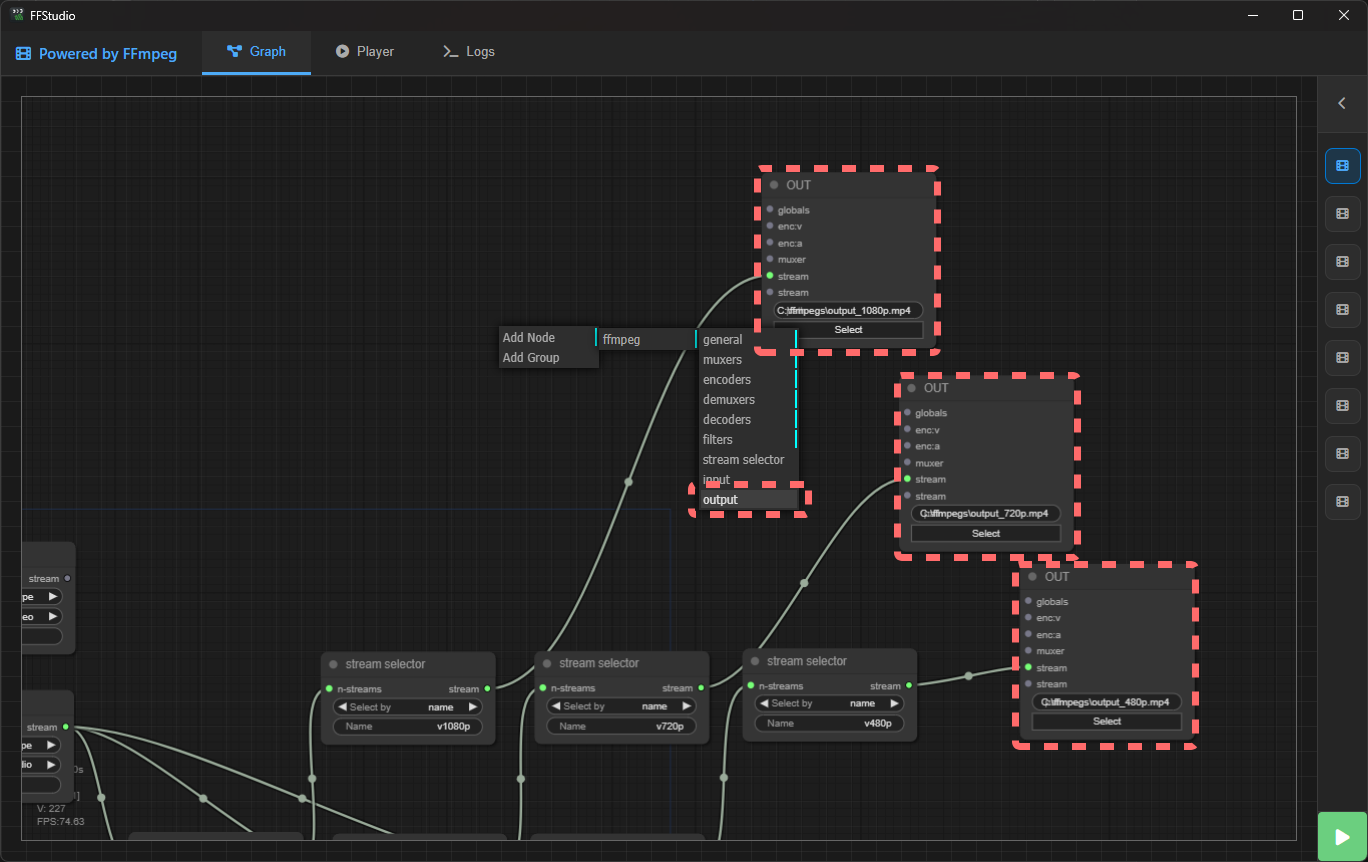 FFStudio
Powered by FFmpeg
Graph
Player
Logs
OUT
globals
enc:v
enc:a
muxer
stream
stream
C:\ffmpegs\output_1080p.mp4
Select
Add Node
Add Group
ffmpeg
general
muxers
encoders
demuxers
decoders
filters
stream selector
input
output
OUT
globals
enc:v
enc:a
muxer
stream
stream
C:\ffmpegs\output_720p.mp4
Select
OUT
globals
enc:v
enc:a
muxer
stream
stream
C:\ffmpegs\output_480p.mp4
Select
stream
pe
eo
stream selector
n-streams stream
Select by name
Name v1080p
stream selector
n-streams stream
Select by name
Name v720p
stream selector
n-streams stream
Select by name
Name v480p
stream
pe
dio
V: 227
FPS:74.63